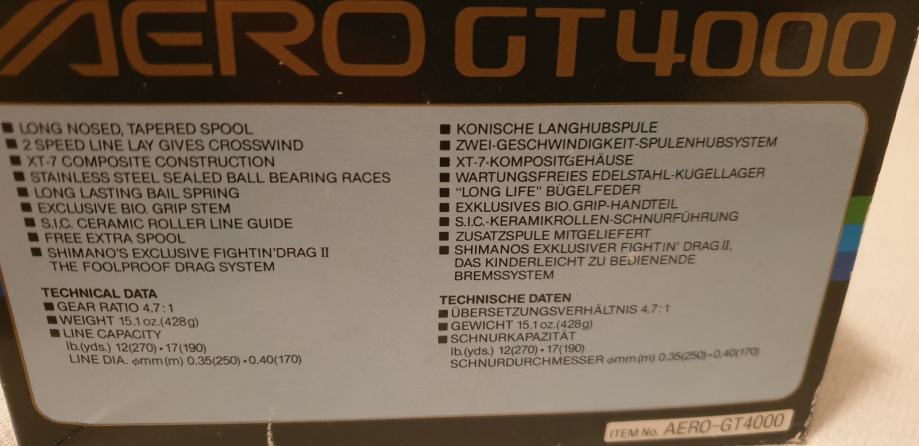 AERO GT4000
■ LONG NOSED, TAPERED SPOOL
■ 2 SPEED LINE LAY GIVES CROSSWIND
■ XT-7 COMPOSITE CONSTRUCTION
■ STAINLESS STEEL SEALED BALL BEARING RACES
■ LONG LASTING BAIL SPRING
■ EXCLUSIVE BIO. GRIP STEM
■ S.I.C. CERAMIC ROLLER LINE GUIDE
■ FREE EXTRA SPOOL
■ SHIMANO'S EXCLUSIVE FIGHTIN'DRAG II
THE FOOLPROOF DRAG SYSTEM
TECHNICAL DATA
■ GEAR RATIO 4.7:1
■ WEIGHT 15.1 oz. (428g)
■ LINE CAPACITY
lb.(yds.) 12(270)•17(190)
LINE DIA. ømm(m) 0.35(250)•0.40(170)
■ KONISCHE LANGHUBSPULE
■ ZWEI-GESCHWINDIGKEIT-SPULENHUBSYSTEM
■ XT-7-KOMPOSITGEHÄUSE
■ WARTUNGSFREIES EDELSTAHL-KUGELLAGER
■ "LONG LIFE" BÜGELFEDER
■ EXKLUSIVES BIO. GRIP-HANDTEIL
■ S.I.C.-KERAMIKROLLEN-SCHNURFÜHRUNG
■ ZUSATZSPULE MITGELIEFERT
■ SHIMANOS EXKLUSIVER FIGHTIN' DRAG II,
DAS KINDERLEICHT ZU BEDIENENDE
BREMSSYSTEM
TECHNISCHE DATEN
■ ÜBERSETZUNGSVERHÄLTNIS 4.7:1
■ GEWICHT 15.1 oz. (428g)
■ SCHNURKAPAZITÄT
lb.(yds.) 12(270)•17(190)
SCHNURDURCHMESSER ømm(m) 0.35(250)•0.40(170)
ITEM No. AERO-GT4000